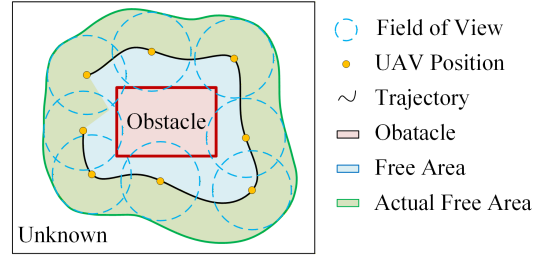 Obstacle
Unknown
Field of View
UAV Position
Trajectory
Obatacle
Free Area
Actual Free Area